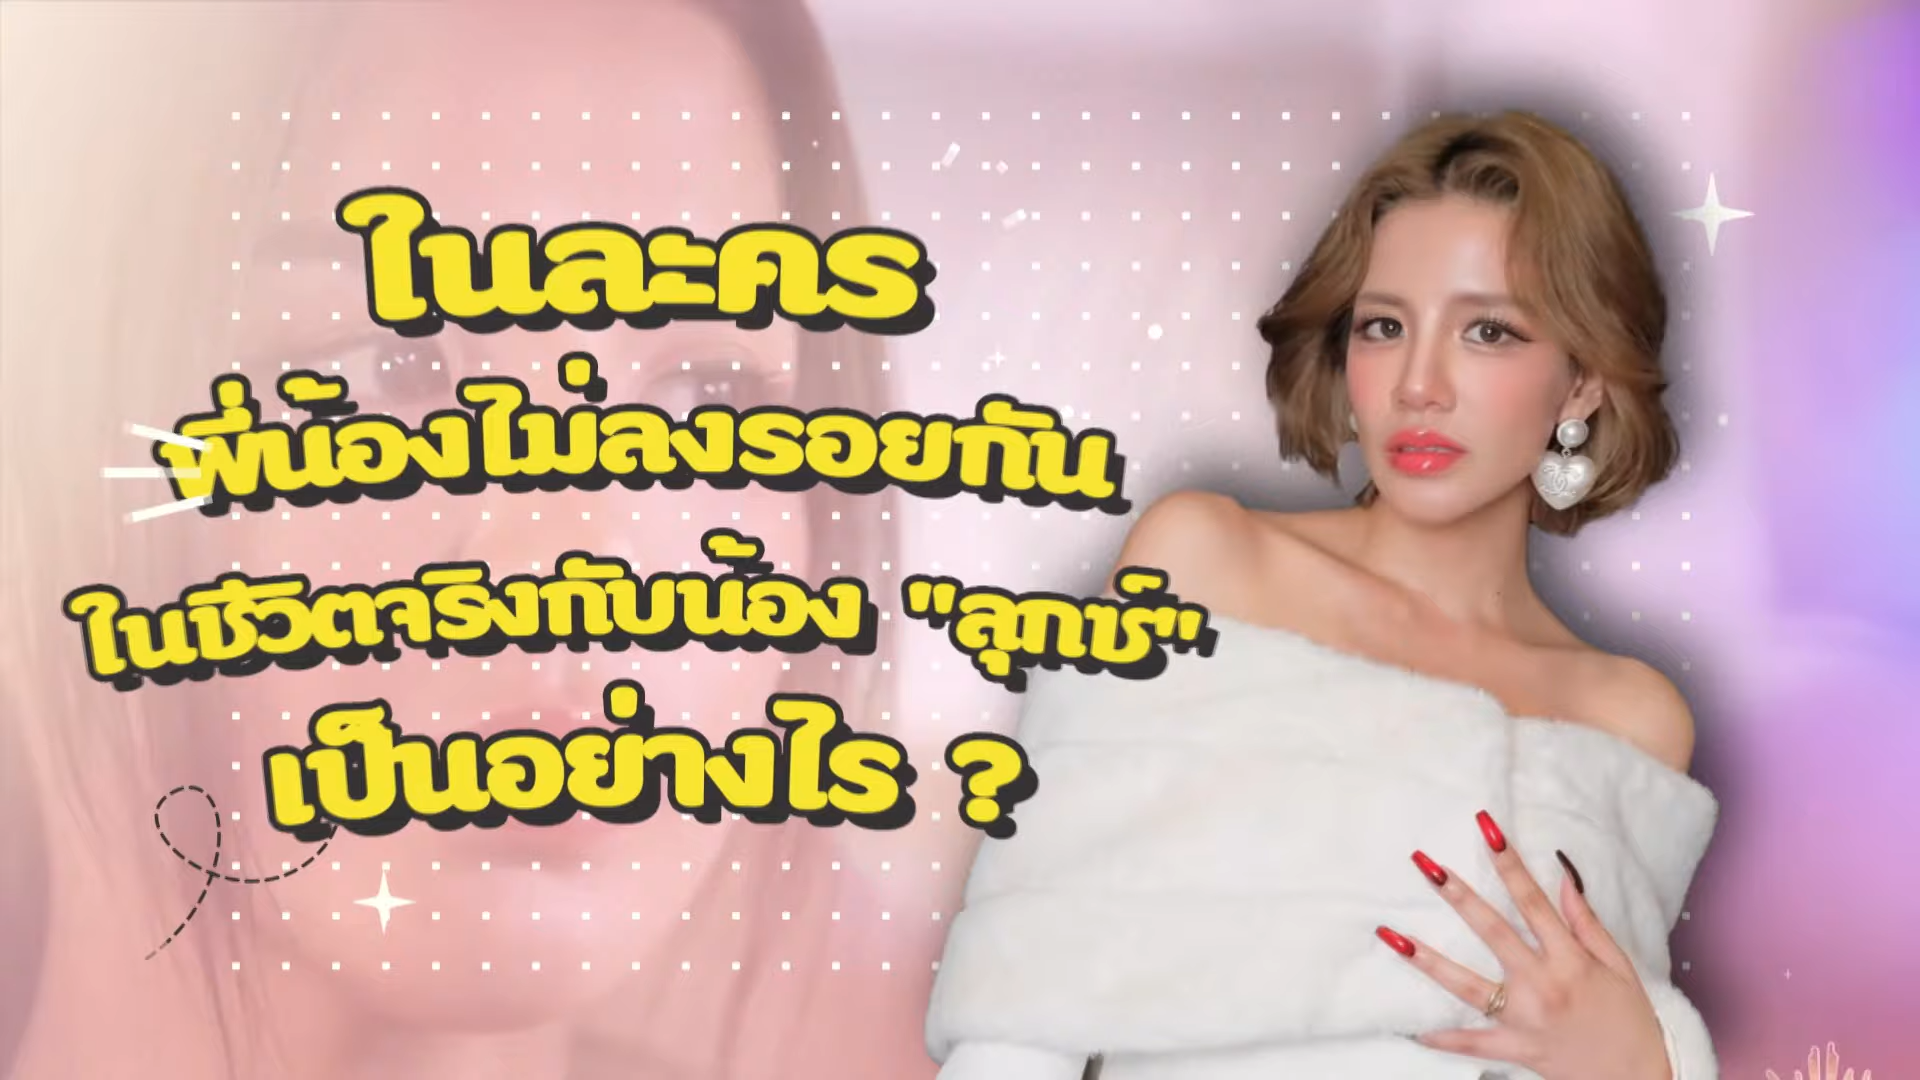 ในละคร
พี่น้องไม่ลงรอยกัน
ในชีวิตจริงกับน้อง "ลุกซ์"
เป็นอย่างไร ?